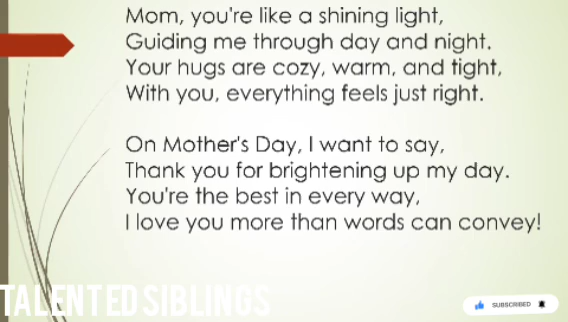 Mom, you're like a shining light,
Guiding me through day and night.
Your hugs are cozy, warm, and tight,
With you, everything feels just right.
On Mother's Day, I want to say,
Thank you for brightening up my day.
You're the best in every way,
I love you more than words can convey!
TALENTED SIBLINGS
SUBSCRIBED